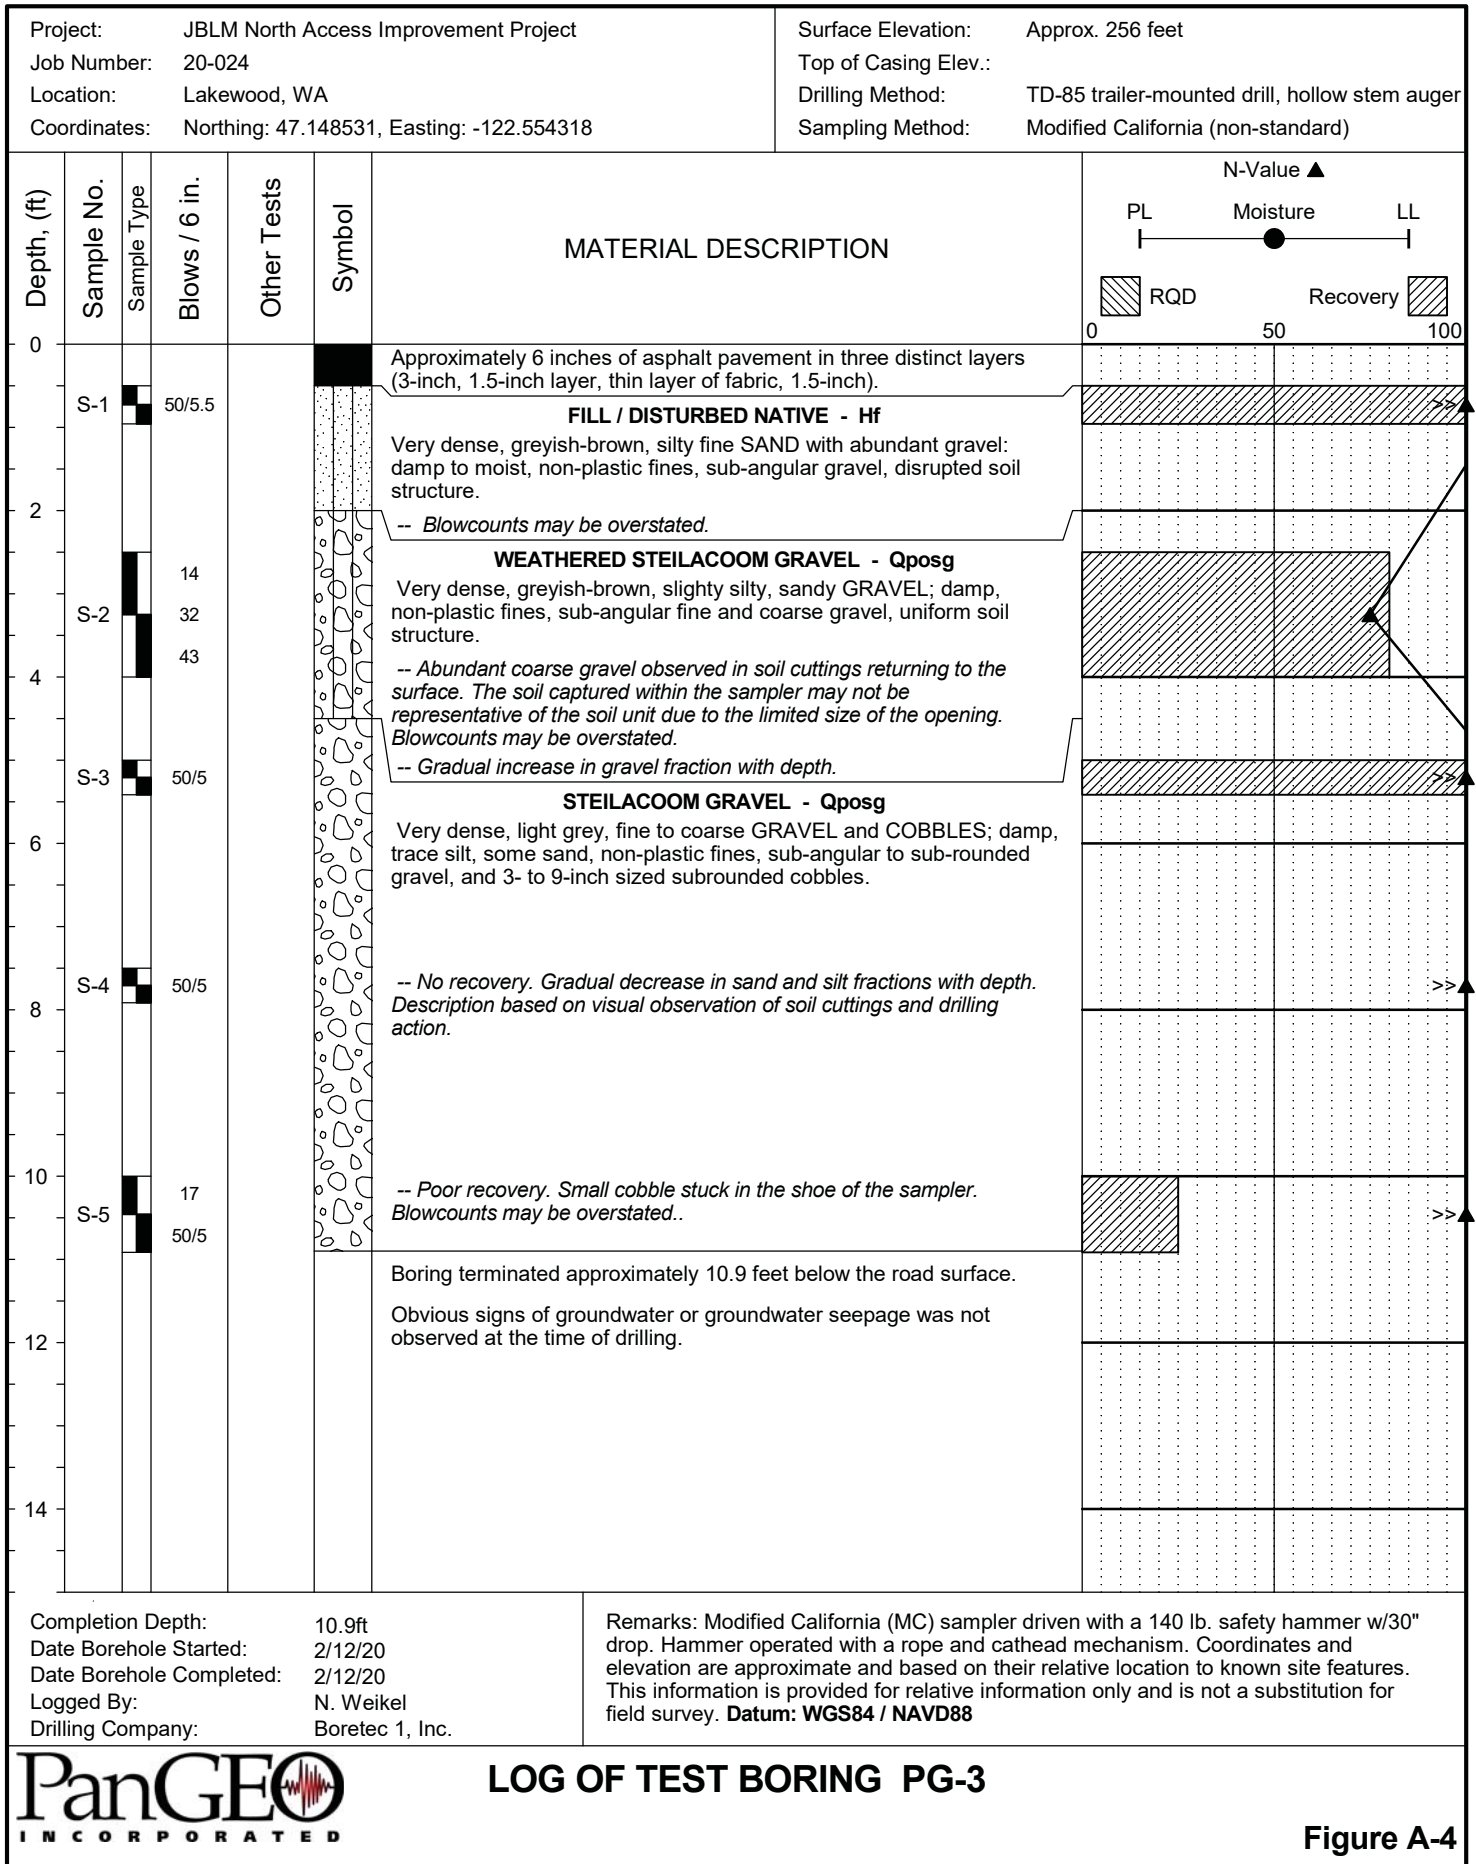 Project: JBLM North Access Improvement Project
Job Number: 20-024
Location: Lakewood, WA
Coordinates: Northing: 47.148531, Easting: -122.554318
Surface Elevation: Approx. 256 feet
Top of Casing Elev.:
Drilling Method: TD-85 trailer-mounted drill, hollow stem auger
Sampling Method: Modified California (non-standard)
Depth, (ft)
Sample No.
Sample Type
Blows / 6 in.
Other Tests
Symbol
MATERIAL DESCRIPTION
N-Value ▲
PL Moisture LL
RQD Recovery
0 50 100
0
Approximately 6 inches of asphalt pavement in three distinct layers
(3-inch, 1.5-inch layer, thin layer of fabric, 1.5-inch).
S-1 50/5.5
>>
FILL / DISTURBED NATIVE - Hf
Very dense, greyish-brown, silty fine SAND with abundant gravel:
damp to moist, non-plastic fines, sub-angular gravel, disrupted soil
structure.
2
-- Blowcounts may be overstated.
WEATHERED STEILACOOM GRAVEL - Qposg
S-2
14
32
43
Very dense, greyish-brown, slighty silty, sandy GRAVEL; damp,
non-plastic fines, sub-angular fine and coarse gravel, uniform soil
structure.
4
-- Abundant coarse gravel observed in soil cuttings returning to the
surface. The soil captured within the sampler may not be
representative of the soil unit due to the limited size of the opening.
Blowcounts may be overstated.
-- Gradual increase in gravel fraction with depth.
S-3 50/5
>>
STEILACOOM GRAVEL - Qposg
6
Very dense, light grey, fine to coarse GRAVEL and COBBLES; damp,
trace silt, some sand, non-plastic fines, sub-angular to sub-rounded
gravel, and 3- to 9-inch sized subrounded cobbles.
S-4 50/5
>>
-- No recovery. Gradual decrease in sand and silt fractions with depth.
Description based on visual observation of soil cuttings and drilling
action.
8
10
S-5
17
50/5
>>
-- Poor recovery. Small cobble stuck in the shoe of the sampler.
Blowcounts may be overstated..
Boring terminated approximately 10.9 feet below the road surface.
Obvious signs of groundwater or groundwater seepage was not
observed at the time of drilling.
12
14
Completion Depth: 10.9ft
Date Borehole Started: 2/12/20
Date Borehole Completed: 2/12/20
Logged By: N. Weikel
Drilling Company: Boretec 1, Inc.
Remarks: Modified California (MC) sampler driven with a 140 lb. safety hammer w/30"
drop. Hammer operated with a rope and cathead mechanism. Coordinates and
elevation are approximate and based on their relative location to known site features.
This information is provided for relative information only and is not a substitution for
field survey. Datum: WGS84 / NAVD88
PanGEO
INCORPORATED
LOG OF TEST BORING PG-3
Figure A-4